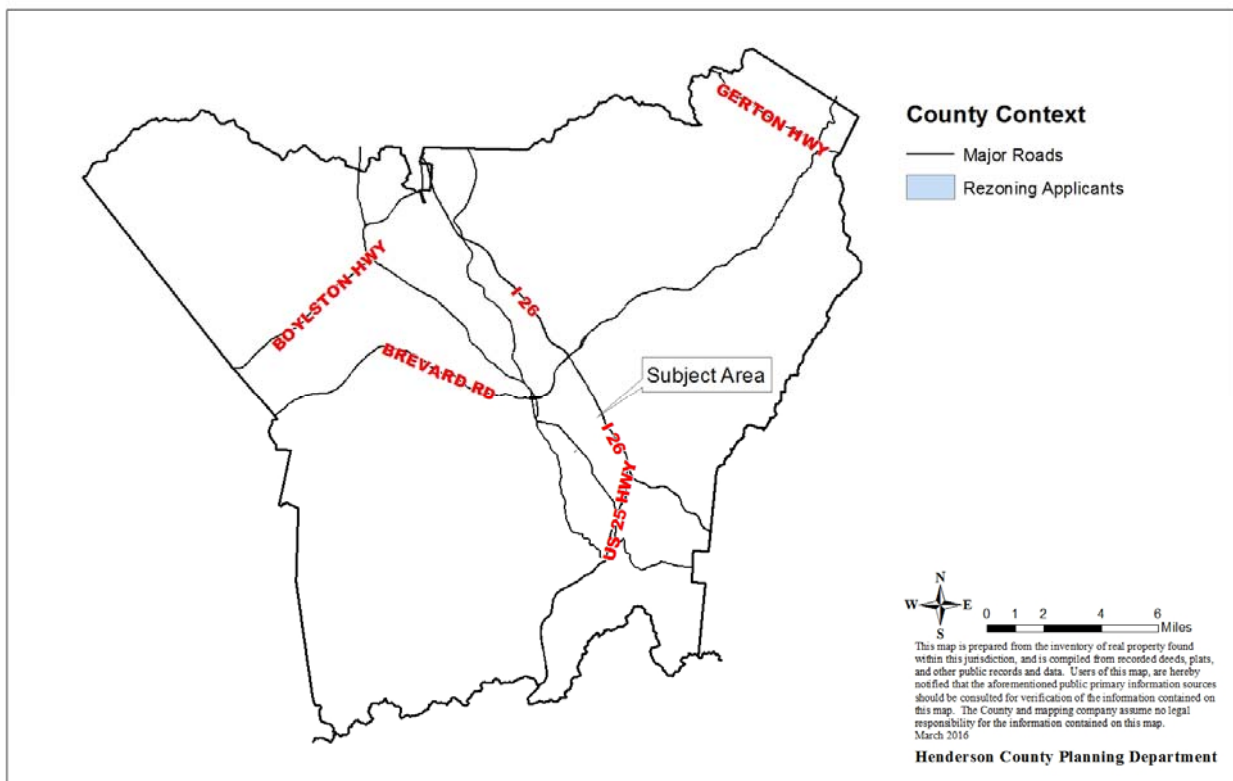 GERTON HWY
County Context
Major Roads
Rezoning Applicants
BOYLSTON HWY
I 26
BREVARD RD
Subject Area
I 26
US 25 HWY
N
W E
S
0 1 2 4 6
Miles
This map is prepared from the inventory of real property found
within this jurisdiction, and is compiled from recorded deeds, plats,
and other public records and data. Users of this map, are hereby
notified that the aforementioned public primary information sources
should be consulted for verification of the information contained on
this map. The County and mapping company assume no legal
responsibility for the information contained on this map.
March 2016
Henderson County Planning Department